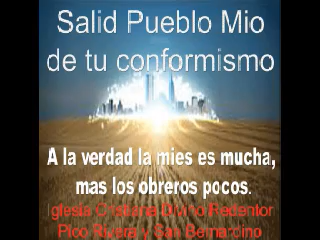 Salid Pueblo Mio
de tu conformismo
A la verdad la mies es mucha,
mas los obreros pocos.
Iglesia Cristiana Divino Redentor
Pico Rivera y San Bernardino